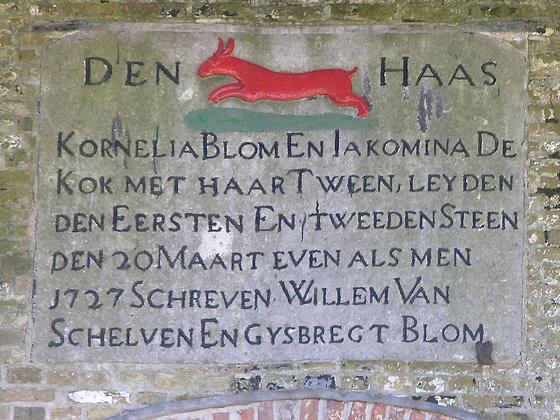 D'EN HAAS
KORNELIA BLOM EN IAKOMINA DE
KOK MET HAAR TWEEN, LEYDEN
DEN EERSTEN EN TWEEDEN STEEN
DEN 20 MAART EVEN ALS MEN
1727 SCHREVEN WILLEM VAN
SCHELVEN EN GYSBREGT BLOM